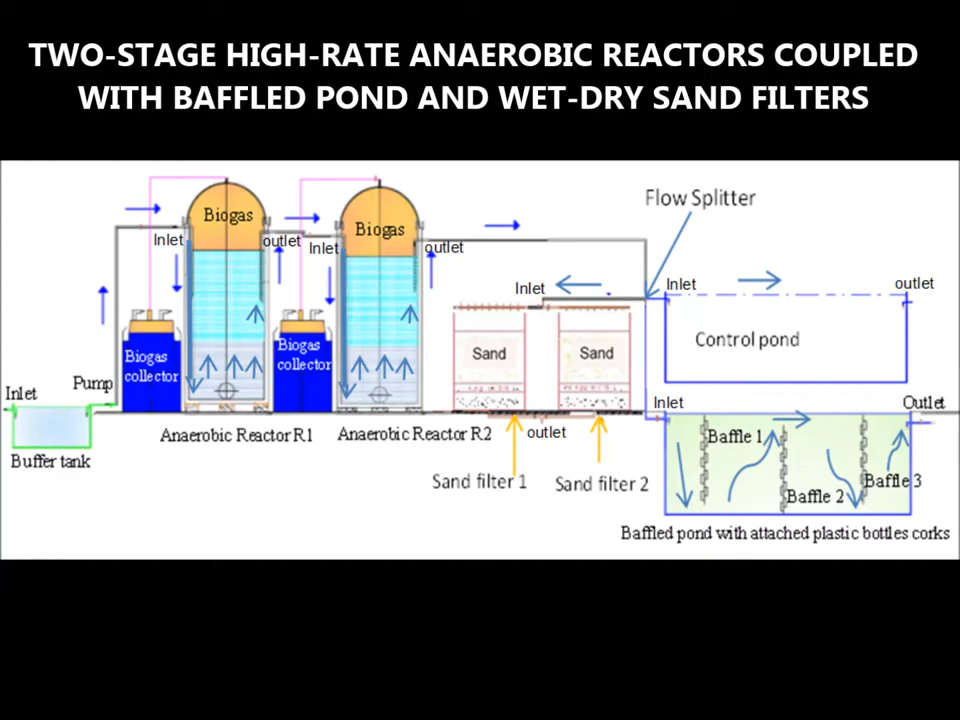 TWO-STAGE HIGH-RATE ANAEROBIC REACTORS COUPLED
WITH BAFFLED POND AND WET-DRY SAND FILTERS
Flow Splitter
Biogas
Biogas
Inlet
outlet
Inlet
outlet
Inlet
Inlet
outlet
Sand
Sand
Control pond
Biogas
collector
Biogas
collector
Pump
Inlet
Inlet
Outlet
Anaerobic Reactor R1
Anaerobic Reactor R2
outlet
Baffle 1
Buffer tank
Sand filter 1
Sand filter 2
Baffle 2
Baffle 3
Baffled pond with attached plastic bottles corks